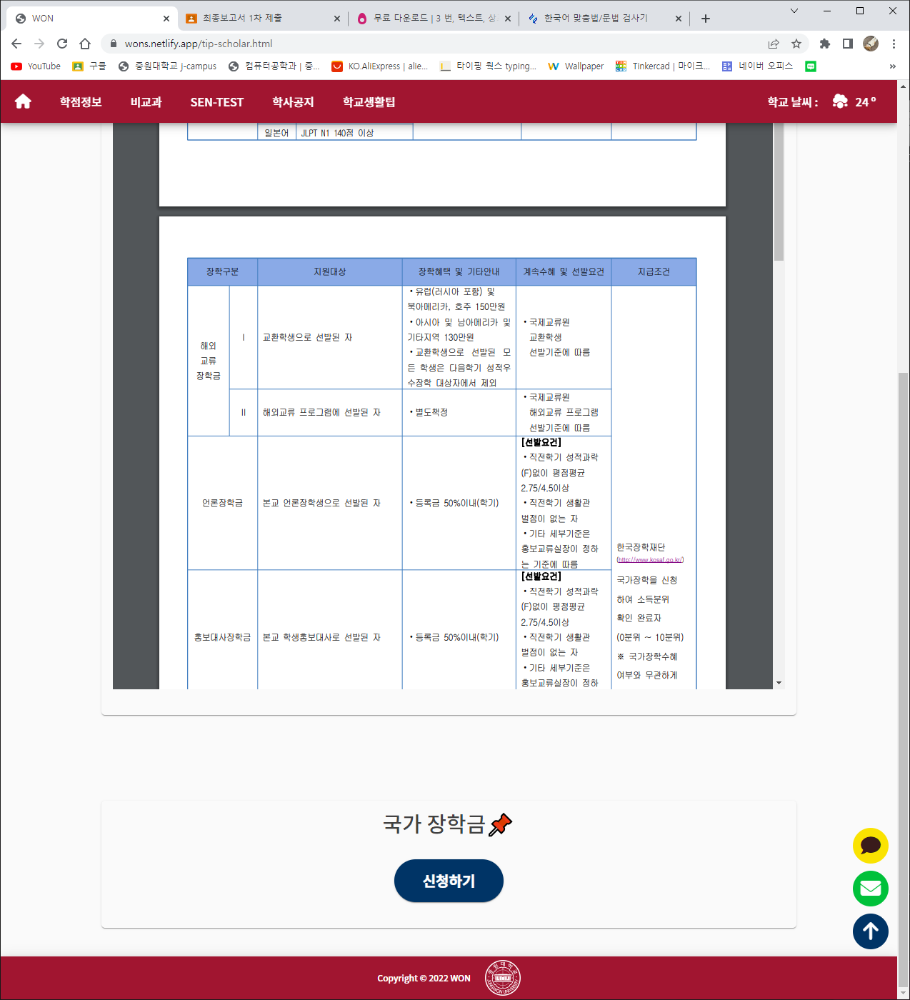 WON
최종보고서 1차 제출
무료 다운로드 | 3 번, 텍스트, 상
한국어 맞춤법/문법 검사기
wons.netlify.app/tip-scholar.html
YouTube
구클
중원대학교 j-campus
컴퓨터공학과 | 중...
KO.AliExpress | alie...
타이핑 웍스 typing...
Wallpaper
Tinkercad | 마이크...
네이버 오피스
»
학점정보
비교과
SEN-TEST
학사공지
학교생활팁
학교 날씨 :
24 º
일본어 JLPT N1 140점 이상
장학구분 지원대상 장학혜택 및 기타안내 계속수혜 및 선발요건 지급조건
해외
교류
장학금
Ⅰ
교환학생으로 선발된 자
•유럽(러시아 포함) 및
북아메리카, 호주 150만원
•아시아 및 남아메리카 및
기타지역 130만원
•교환학생으로 선발된 모
든 학생은 다음학기 성적우
수장학 대상자에서 제외
•국제교류원
교환학생
선발기준에 따름
Ⅱ
해외교류 프로그램에 선발된 자
•별도책정
•국제교류원
해외교류 프로그램
선발기준에 따름
언론장학금
본교 언론장학생으로 선발된 자
•등록금 50%이내(학기)
[선발요건]
•직전학기 성적과락
(F)없이 평점평균
2.75/4.5이상
•직전학기 생활관
벌점이 없는 자
•기타 세부기준은
홍보교류실장이 정하
는 기준에 따름
홍보대사장학금
본교 학생홍보대사로 선발된 자
•등록금 50%이내(학기)
[선발요건]
•직전학기 성적과락
(F)없이 평점평균
2.75/4.5이상
•직전학기 생활관
벌점이 없는 자
•기타 세부기준은
홍보교류실장이 정하
한국장학재단
(http://www.kosaf.go.kr/)
국가장학을 신청
하여 소득분위
확인 완료자
(0분위 ~ 10분위)
※ 국가장학수혜
여부와 무관하게
국가 장학금
신청하기
Copyright © 2022 WON
중원대학교
JUNGWON UNIVERSITY